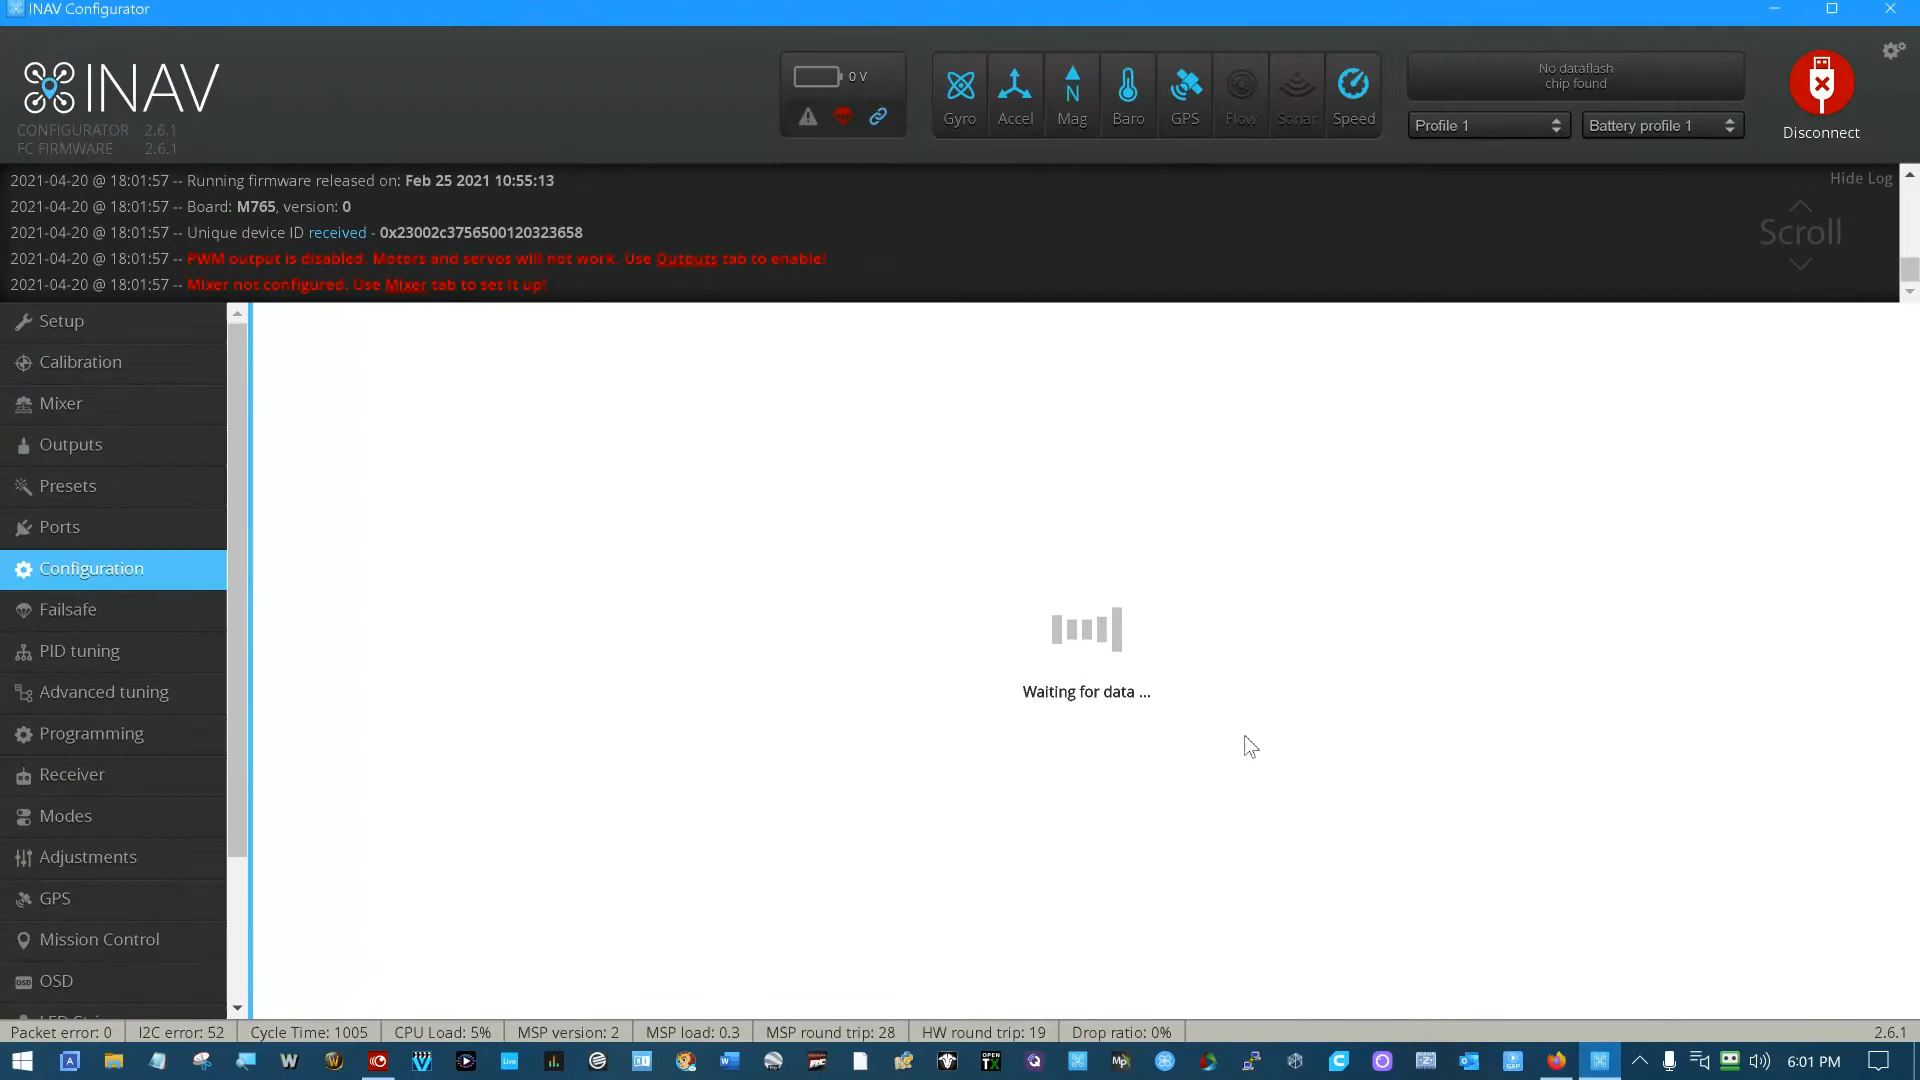 INAV Configurator
INAV
CONFIGURATOR 2.6.1
FC FIRMWARE 2.6.1
0 V
Gyro
Accel
Mag
Baro
GPS
Flow
Sonar
Speed
No dataflash
chip found
Profile 1
Battery profile 1
Disconnect
2021-04-20 @ 18:01:57 -- Running firmware released on: Feb 25 2021 10:55:13
2021-04-20 @ 18:01:57 -- Board: M765, version: 0
2021-04-20 @ 18:01:57 -- Unique device ID received - 0x23002c3756500120323658
2021-04-20 @ 18:01:57 -- PWM output is disabled. Motors and servos will not work. Use Outputs tab to enable!
2021-04-20 @ 18:01:57 -- Mixer not configured. Use Mixer tab to set it up!
Hide Log
Scroll
Setup
Calibration
Mixer
Outputs
Presets
Ports
Configuration
Failsafe
PID tuning
Advanced tuning
Programming
Receiver
Modes
Adjustments
GPS
Mission Control
OSD
Waiting for data ...
Packet error: 0
I2C error: 52
Cycle Time: 1005
CPU Load: 5%
MSP version: 2
MSP load: 0.3
MSP round trip: 28
HW round trip: 19
Drop ratio: 0%
2.6.1
6:01 PM